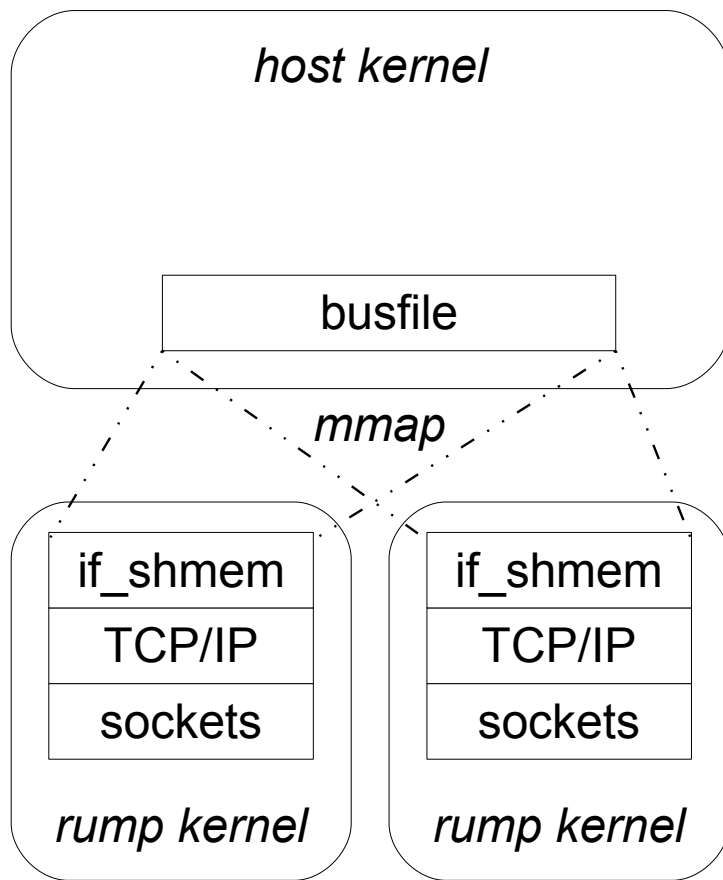 host kernel
busfile
mmap
if_shmem
TCP/IP
sockets
rump kernel
if_shmem
TCP/IP
sockets
rump kernel